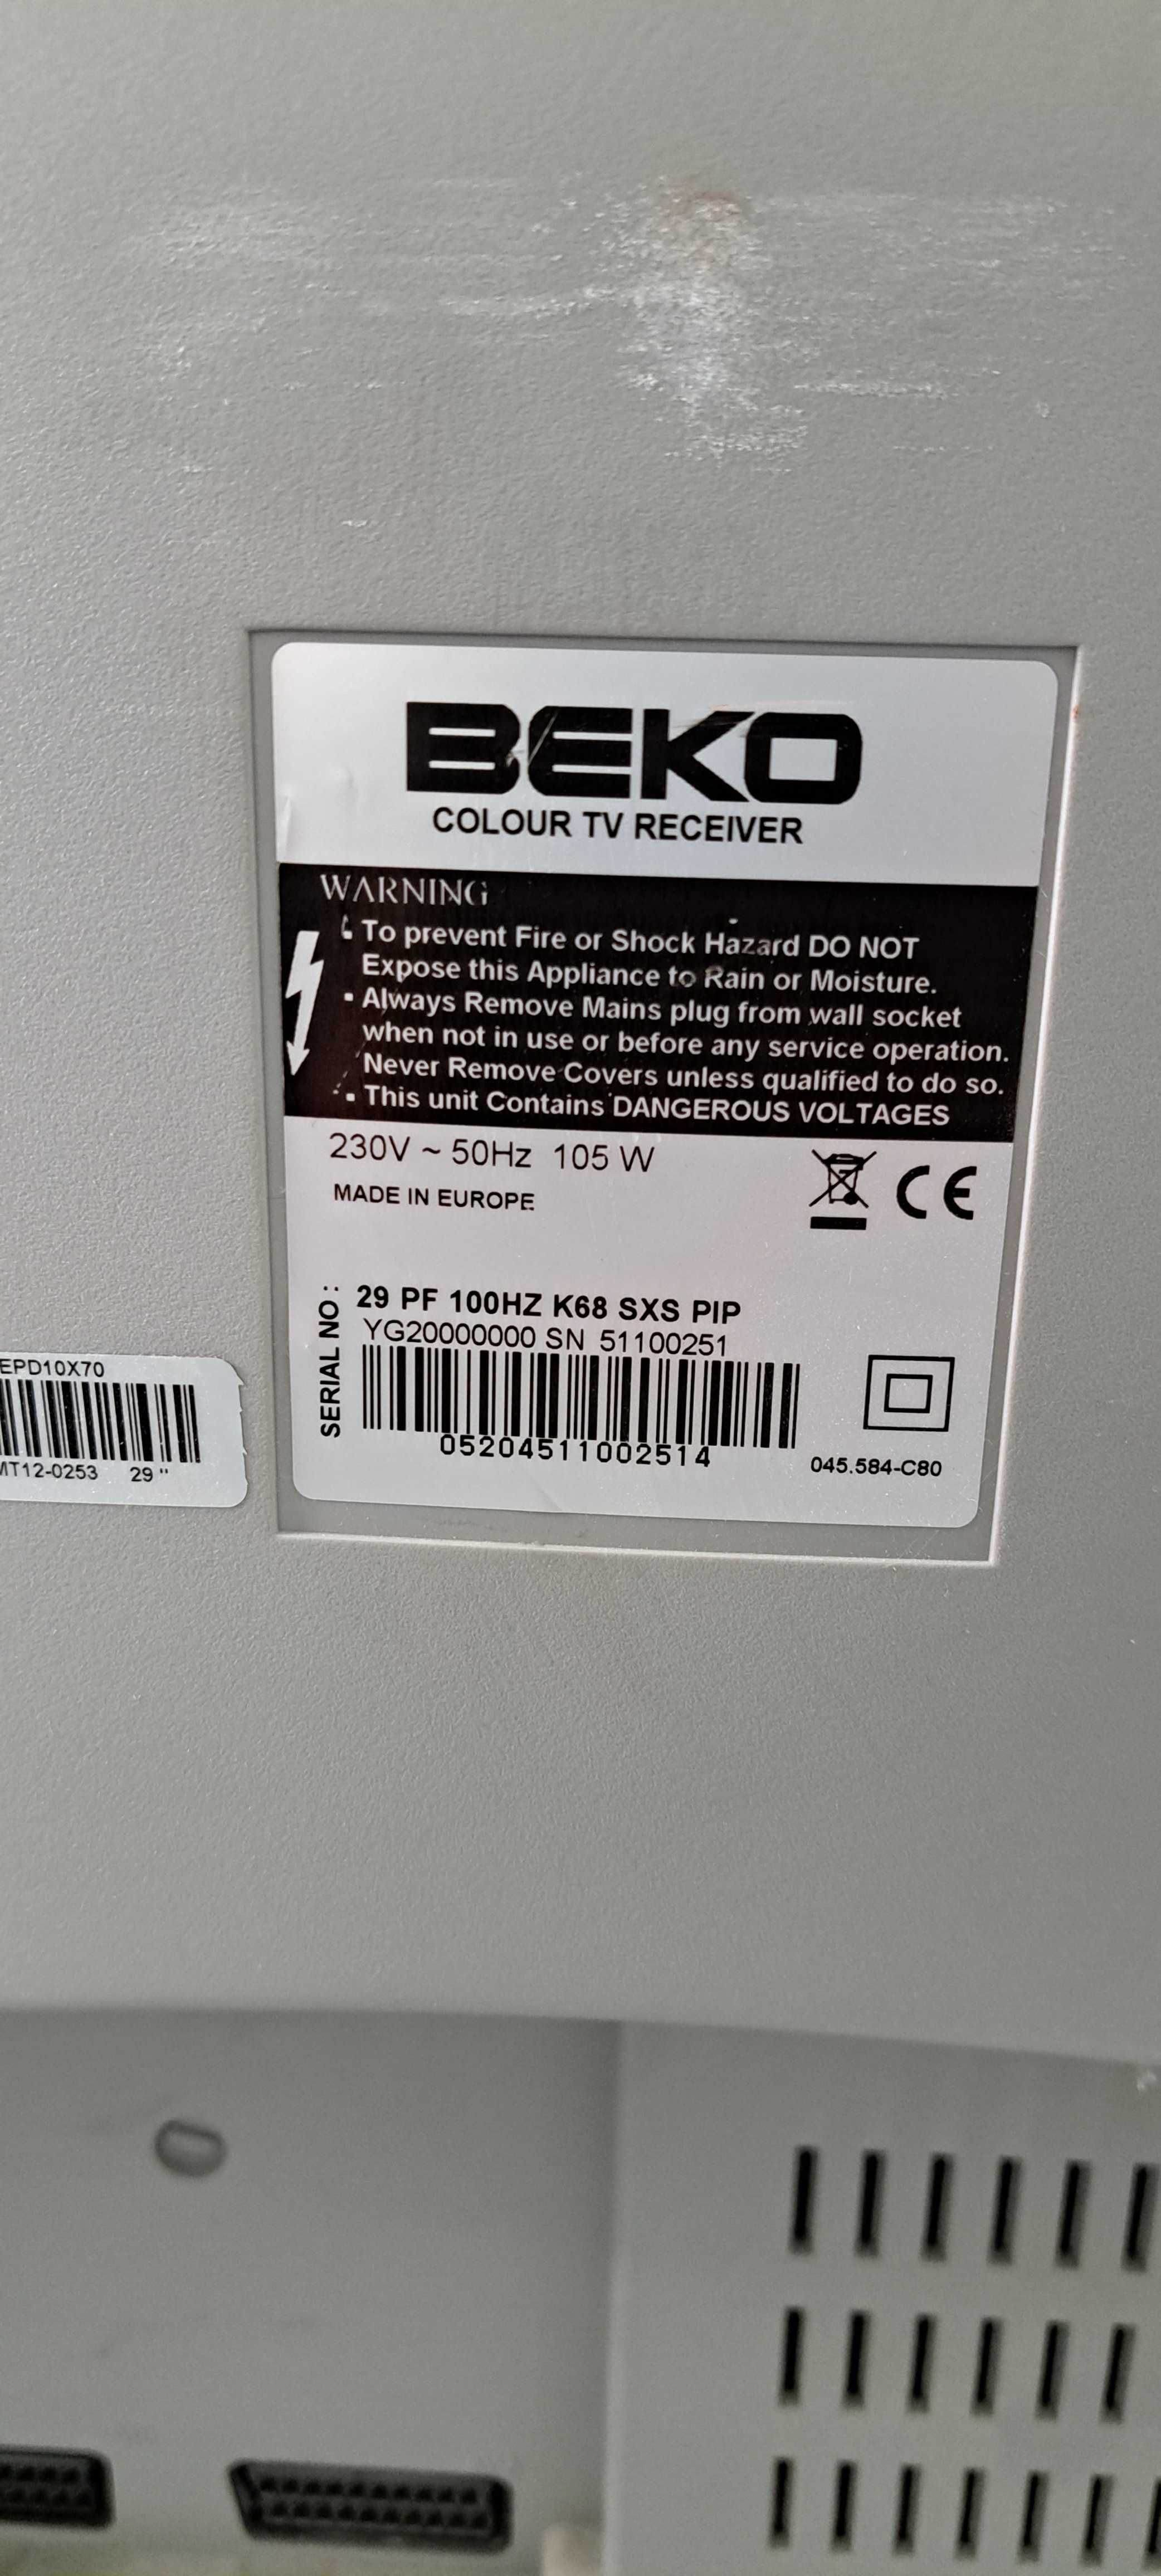 BEKO
COLOUR TV RECEIVER
WARNING
To prevent Fire or Shock Hazard DO NOT
Expose this Appliance to Rain or Moisture.
Always Remove Mains plug from wall socket
when not in use or before any service operation.
Never Remove Covers unless qualified to do so.
This unit Contains DANGEROUS VOLTAGES
230V ~ 50Hz 105 W
MADE IN EUROPE
CE
SERIAL NO :
29 PF 100HZ K68 SXS PIP
YG20000000 SN 51100251
05204511002514
045.584-C80
EPD10X70
MT12-0253 29 "